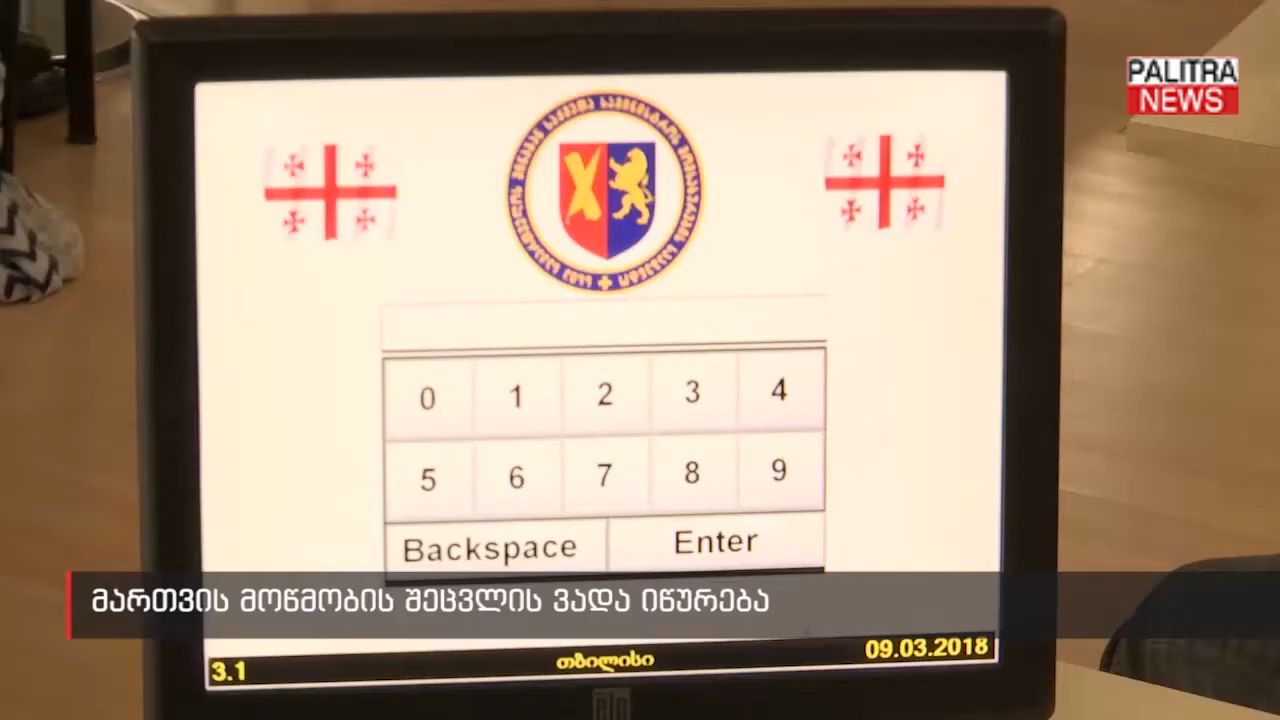 PALITRA
NEWS
0 1 2 3 4
5 6 7 8 9
Backspace Enter
მართვის მოწმობის შეცვლის ვადა იწურება
3.1 თბილისი 09.03.2018